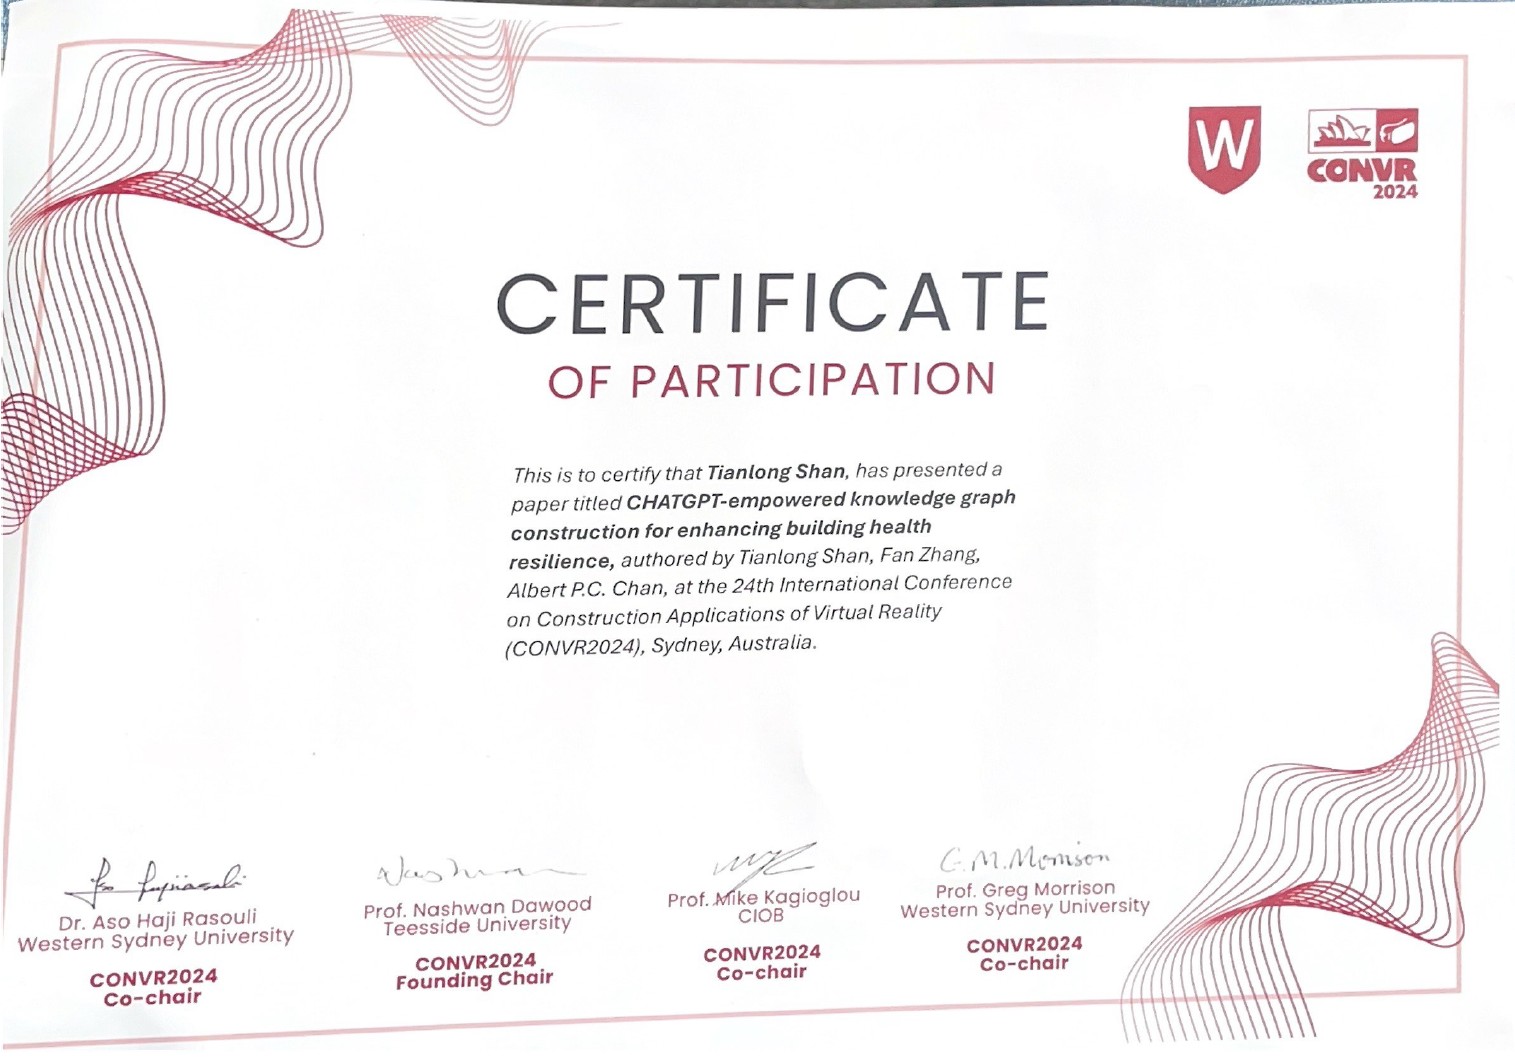 W
CONVR
2024
CERTIFICATE
OF PARTICIPATION
This is to certify that Tianlong Shan, has presented a
paper titled CHATGPT-empowered knowledge graph
construction for enhancing building health
resilience, authored by Tianlong Shan, Fan Zhang,
Albert P.C. Chan, at the 24th International Conference
on Construction Applications of Virtual Reality
(CONVR2024), Sydney, Australia.
Dr. Aso Haji Rasouli
Western Sydney University
CONVR2024
Co-chair
Nashwan
Prof. Nashwan Dawood
Teesside University
CONVR2024
Founding Chair
Prof. Mike Kagioglou
CIOB
CONVR2024
Co-chair
G.M.Morrison
Prof. Greg Morrison
Western Sydney University
CONVR2024
Co-chair